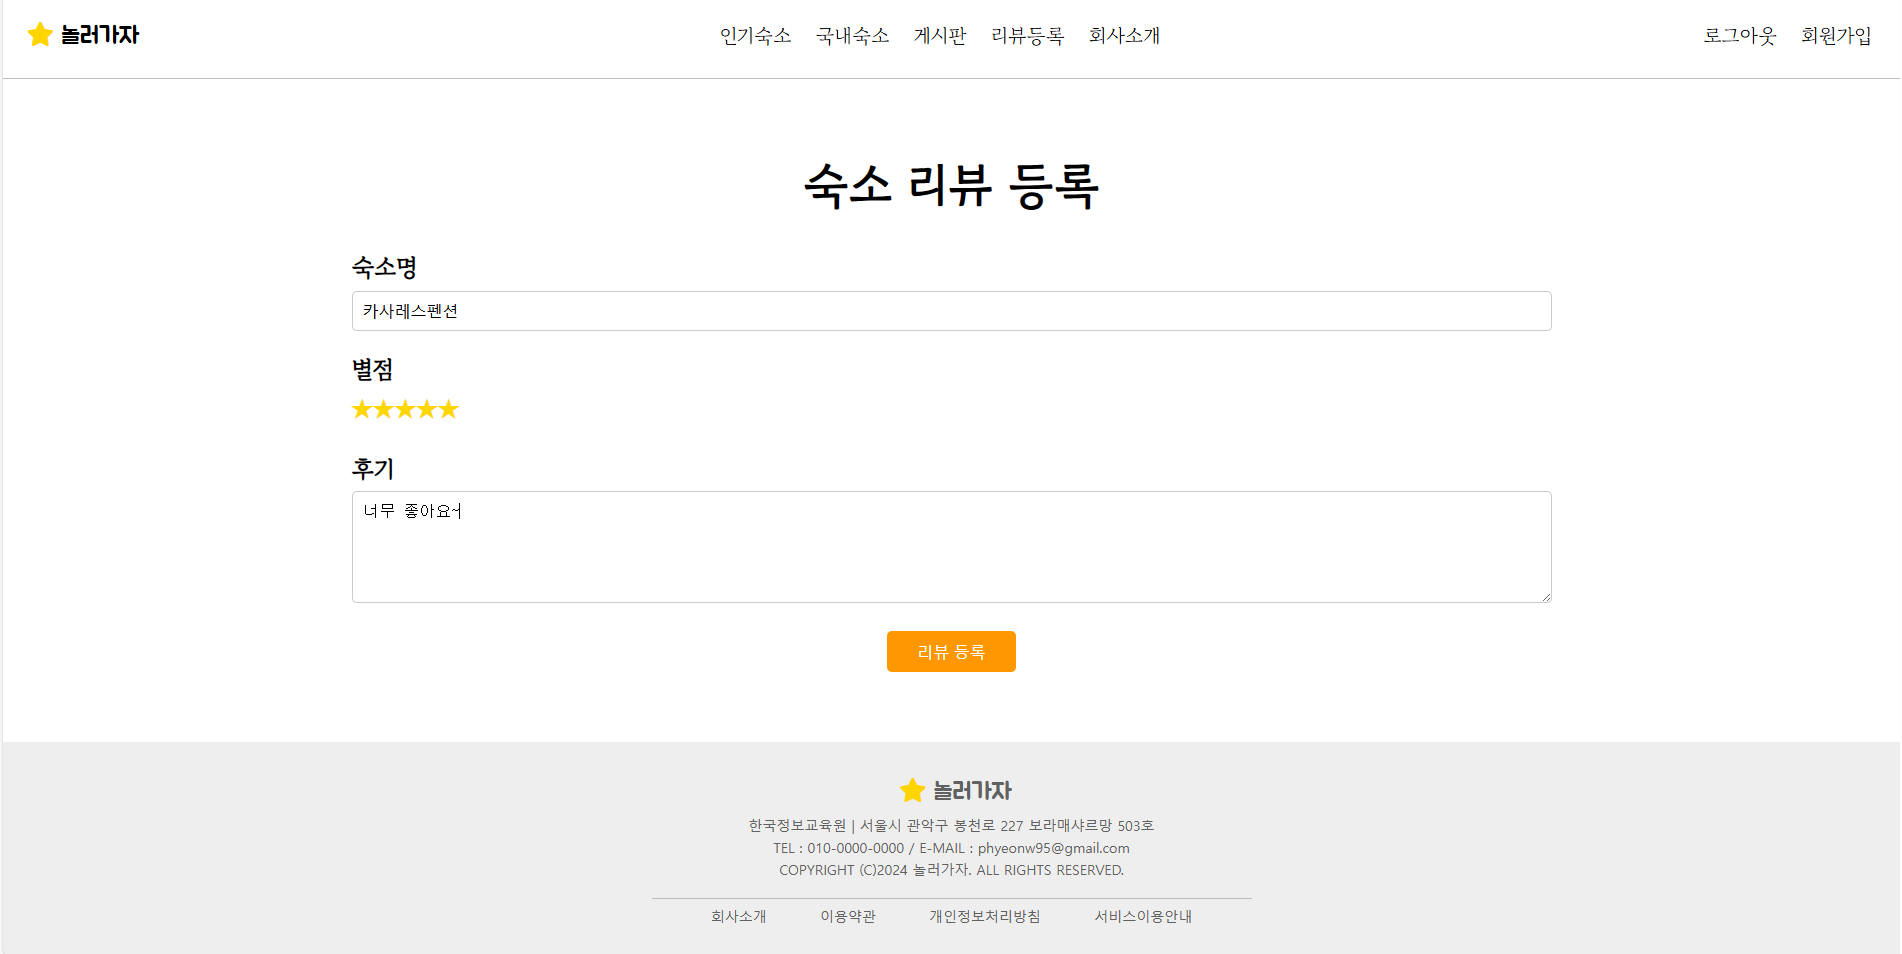 놀러가자
인기숙소 국내숙소 게시판 리뷰등록 회사소개
로그아웃 회원가입
숙소 리뷰 등록
숙소명
카사레스펜션
별점
★★★★★
후기
너무 좋아요~
리뷰 등록
놀러가자
한국정보교육원 | 서울시 관악구 봉천로 227 보라매샤르망 503호
TEL : 010-0000-0000 / E-MAIL : phyeonw95@gmail.com
COPYRIGHT (C)2024 놀러가자. ALL RIGHTS RESERVED.
회사소개 이용약관 개인정보처리방침 서비스이용안내